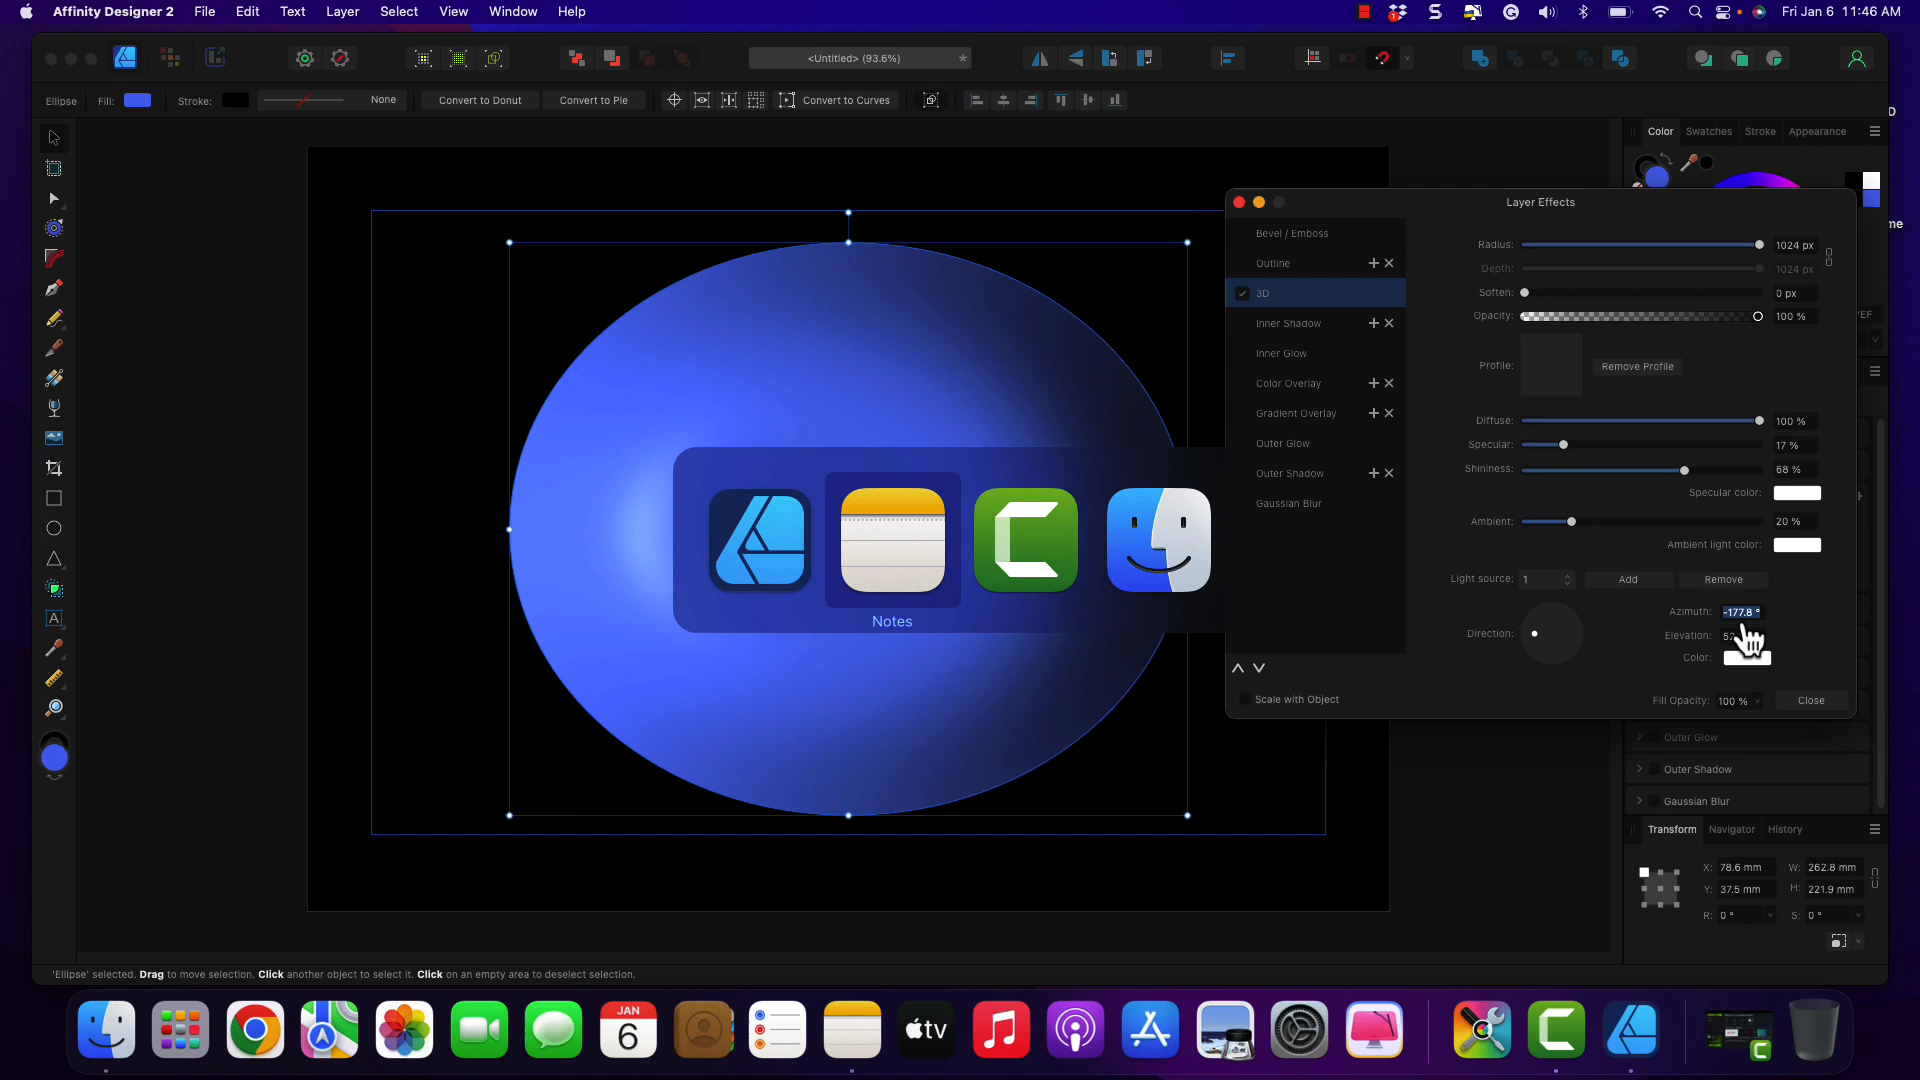 Affinity Designer 2 File Edit Text Layer Select View Window Help
1
Fri Jan 6 11:46 AM
<Untitled> (93.6%) *
Ellipse Fill: Stroke: None Convert to Donut Convert to Pie Convert to Curves
Color Swatches Stroke Appearance
Layer Effects
Bevel / Emboss
Outline
3D
Inner Shadow
Inner Glow
Color Overlay
Gradient Overlay
Outer Glow
Outer Shadow
Gaussian Blur
Scale with Object
Radius: 1024 px
Depth: 1024 px
Soften: 0 px
Opacity: 100 %
Profile: Remove Profile
Diffuse: 100 %
Specular: 17 %
Shininess: 68 %
Specular color:
Ambient: 20 %
Ambient light color:
Light source: 1 Add Remove
Azimuth: -177.8 °
Direction:
Elevation:
Color:
Fill Opacity: 100 % Close
Notes
Outer Glow
Outer Shadow
Gaussian Blur
Transform Navigator History
X: 78.6 mm W: 262.8 mm
Y: 37.5 mm H: 221.9 mm
R: 0 ° S: 0 °
'Ellipse' selected. Drag to move selection. Click another object to select it. Click on an empty area to deselect selection.
JAN
6
tv